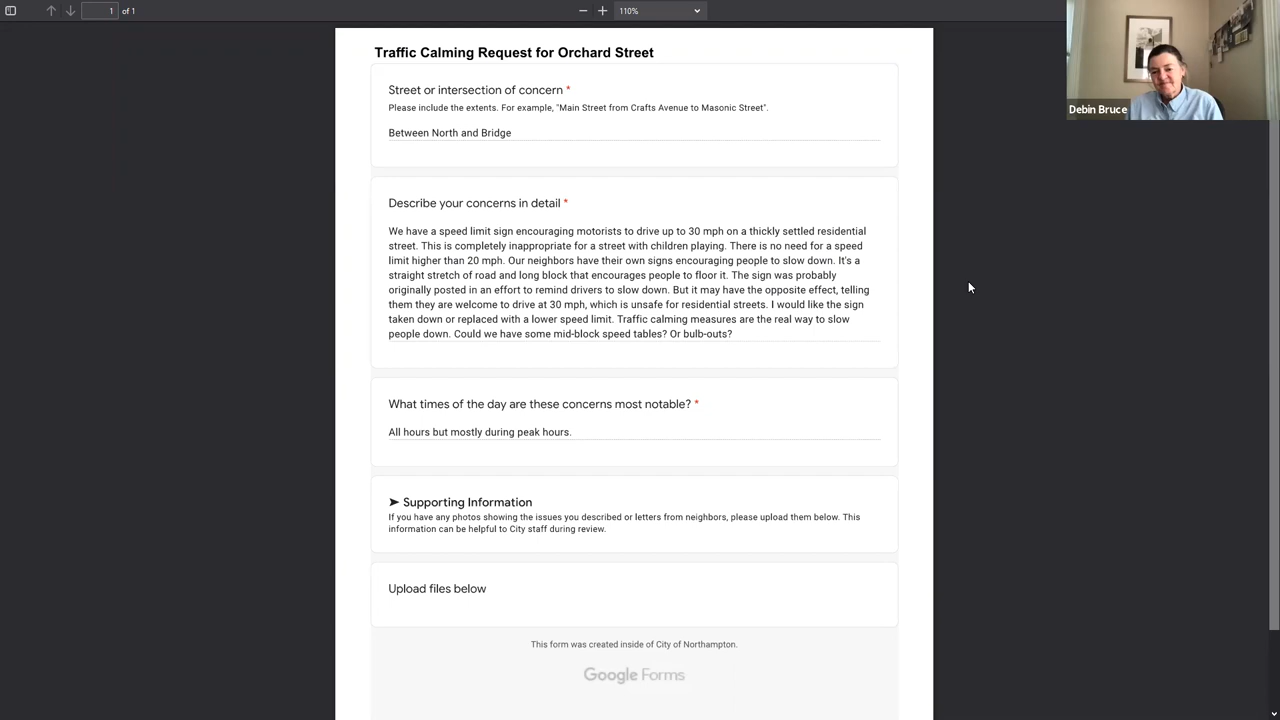 1 of 1
110%
Debin Bruce
Traffic Calming Request for Orchard Street
Street or intersection of concern *
Please include the extents. For example, "Main Street from Crafts Avenue to Masonic Street".
Between North and Bridge
Describe your concerns in detail *
We have a speed limit sign encouraging motorists to drive up to 30 mph on a thickly settled residential
street. This is completely inappropriate for a street with children playing. There is no need for a speed
limit higher than 20 mph. Our neighbors have their own signs encouraging people to slow down. It's a
straight stretch of road and long block that encourages people to floor it. The sign was probably
originally posted in an effort to remind drivers to slow down. But it may have the opposite effect, telling
them they are welcome to drive at 30 mph, which is unsafe for residential streets. I would like the sign
taken down or replaced with a lower speed limit. Traffic calming measures are the real way to slow
people down. Could we have some mid-block speed tables? Or bulb-outs?
What times of the day are these concerns most notable? *
All hours but mostly during peak hours.
➤ Supporting Information
If you have any photos showing the issues you described or letters from neighbors, please upload them below. This
information can be helpful to City staff during review.
Upload files below
This form was created inside of City of Northampton.
Google Forms